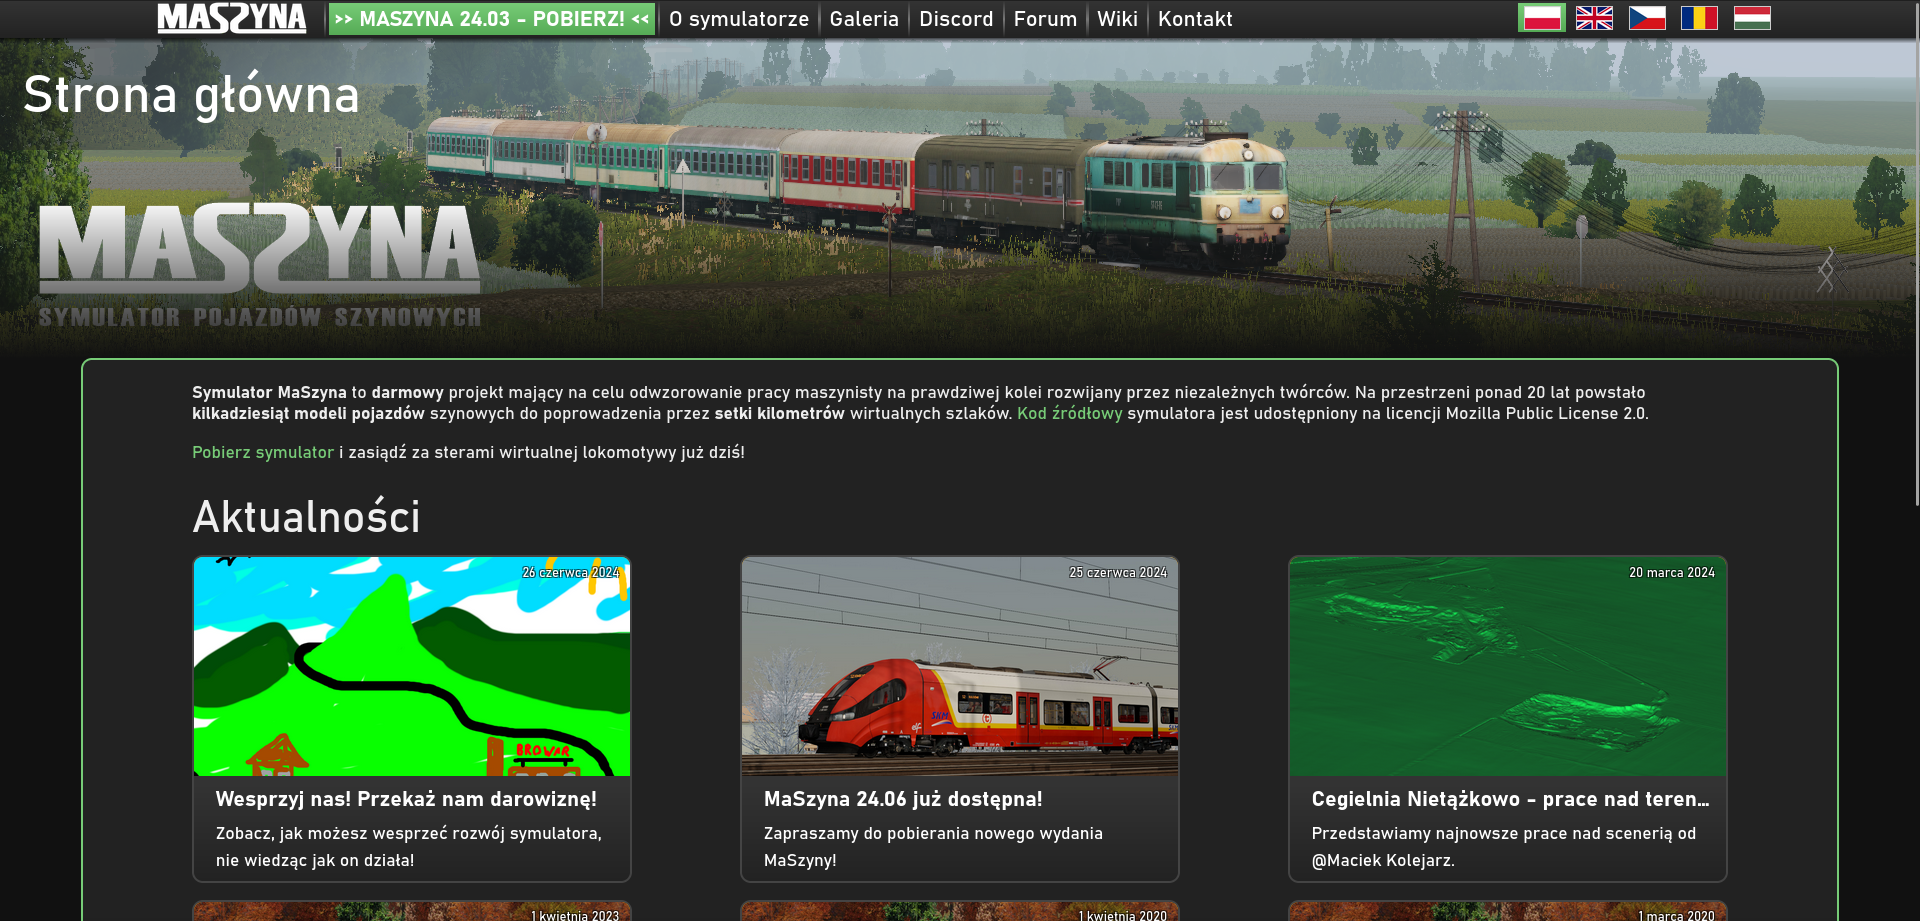 MASZYNA
>> MASZYNA 24.03 - POBIERZ! <<
O symulatorze
Galeria
Discord
Forum
Wiki
Kontakt
Strona główna
MASZYNA
SYMULATOR POJAZDÓW SZYNOWYCH
Symulator MaSzyna to darmowy projekt mający na celu odwzorowanie pracy maszynisty na prawdziwej kolei rozwijany przez niezależnych twórców. Na przestrzeni ponad 20 lat powstało
kilkadziesiąt modeli pojazdów szynowych do poprowadzenia przez setki kilometrów wirtualnych szlaków. Kod źródłowy symulatora jest udostępniony na licencji Mozilla Public License 2.0.
Pobierz symulator i zasiądź za sterami wirtualnej lokomotywy już dziś!
Aktualności
26 czerwca 2024
BROWAR
Wesprzyj nas! Przekaż nam darowiznę!
Zobacz, jak możesz wesprzeć rozwój symulatora,
nie wiedząc jak on działa!
25 czerwca 2024
SKM
MaSzyna 24.06 już dostępna!
Zapraszamy do pobierania nowego wydania
MaSzyny!
20 marca 2024
Cegielnia Nietążkowo - prace nad teren...
Przedstawiamy najnowsze prace nad scenerią od
@Maciek Kolejarz.
1 kwietnia 2023
1 kwietnia 2020
1 marca 2020